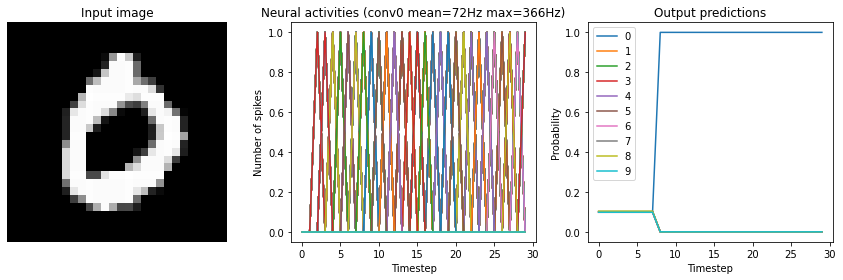 Input image
0
Neural activities (conv0 mean=72Hz max=366Hz)
Number of spikes
1.0
0.8
0.6
0.4
0.2
0.0
0 5 10 15 20 25 30
Timestep
Output predictions
Probability
1.0
0.8
0.6
0.4
0.2
0.0
0
1
2
3
4
5
6
7
8
9
0 5 10 15 20 25 30
Timestep